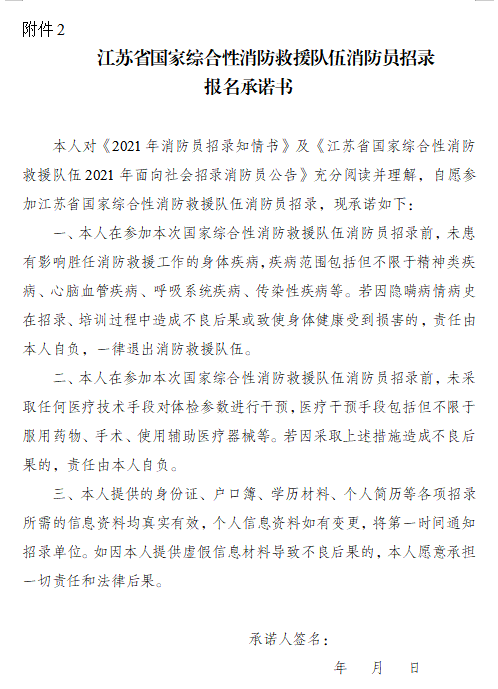 附件 2
江苏省国家综合性消防救援队伍消防员招录
报名承诺书
本人对《2021 年消防员招录知情书》及《江苏省国家综合性消防
救援队伍 2021 年面向社会招录消防员公告》充分阅读并理解，自愿参
加江苏省国家综合性消防救援队伍消防员招录，现承诺如下：
一、本人在参加本次国家综合性消防救援队伍消防员招录前，未患
有影响胜任消防救援工作的身体疾病，疾病范围包括但不限于精神类疾
病、心脑血管疾病、呼吸系统疾病、传染性疾病等。若因隐瞒病情病史
在招录、培训过程中造成不良后果或致使身体健康受到损害的，责任由
本人自负，一律退出消防救援队伍。
二、本人在参加本次国家综合性消防救援队伍消防员招录前，未采
取任何医疗技术手段对体检参数进行干预，医疗干预手段包括但不限于
服用药物、手术、使用辅助医疗器械等。若因采取上述措施造成不良后
果的，责任由本人自负。
三、本人提供的身份证、户口簿、学历材料、个人简历等各项招录
所需的信息资料均真实有效，个人信息资料如有变更，将第一时间通知
招录单位。如因本人提供虚假信息材料导致不良后果的，本人愿意承担
一切责任和法律后果。
承诺人签名：
年 月 日